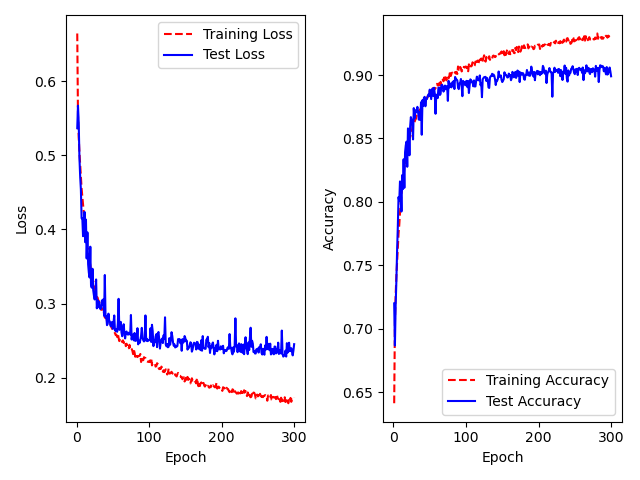 Training Loss
Test Loss
0.6
0.5
0.4
0.3
0.2
Loss
0
100
200
300
Epoch
0.90
0.85
0.80
0.75
0.70
0.65
Accuracy
Training Accuracy
Test Accuracy
0
100
200
300
Epoch